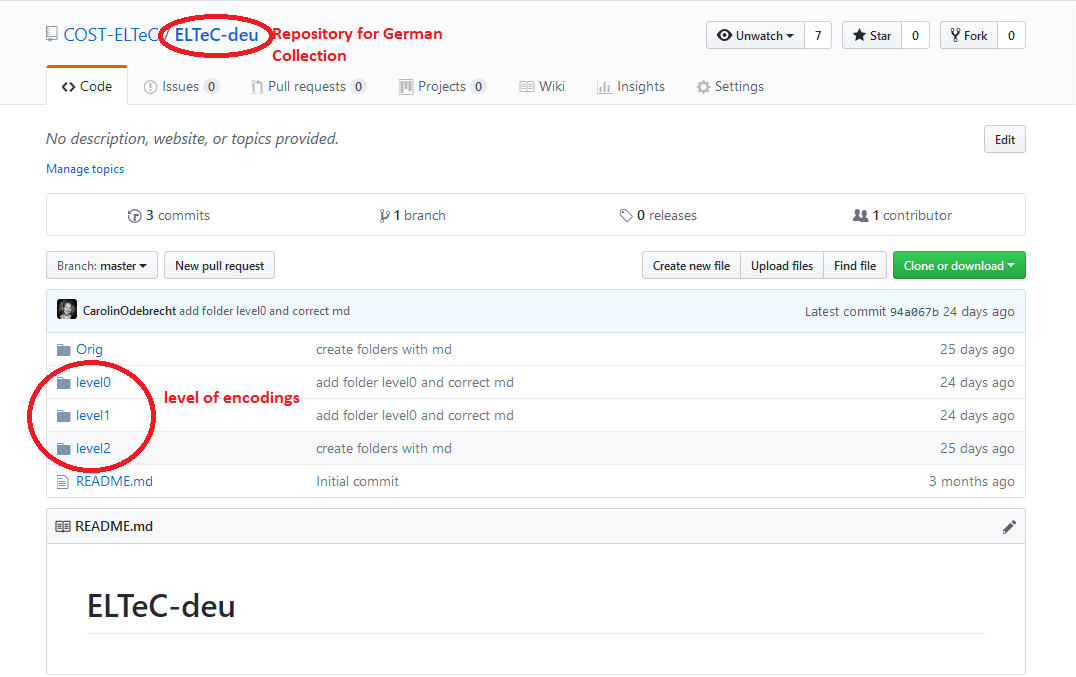 COST-ELTeC / ELTeC-deu Repository for German Collection
Unwatch 7 Star 0 Fork 0
Code Issues 0 Pull requests 0 Projects 0 Wiki Insights Settings
No description, website, or topics provided. Edit
Manage topics
3 commits 1 branch 0 releases 1 contributor
Branch: master New pull request Create new file Upload files Find file Clone or download
CarolinOdebrecht add folder level0 and correct md Latest commit 94a067b 24 days ago
Orig create folders with md 25 days ago
level0 add folder level0 and correct md 24 days ago
level of encodings
level1 add folder level0 and correct md 24 days ago
level2 create folders with md 25 days ago
README.md Initial commit 3 months ago
README.md
ELTeC-deu